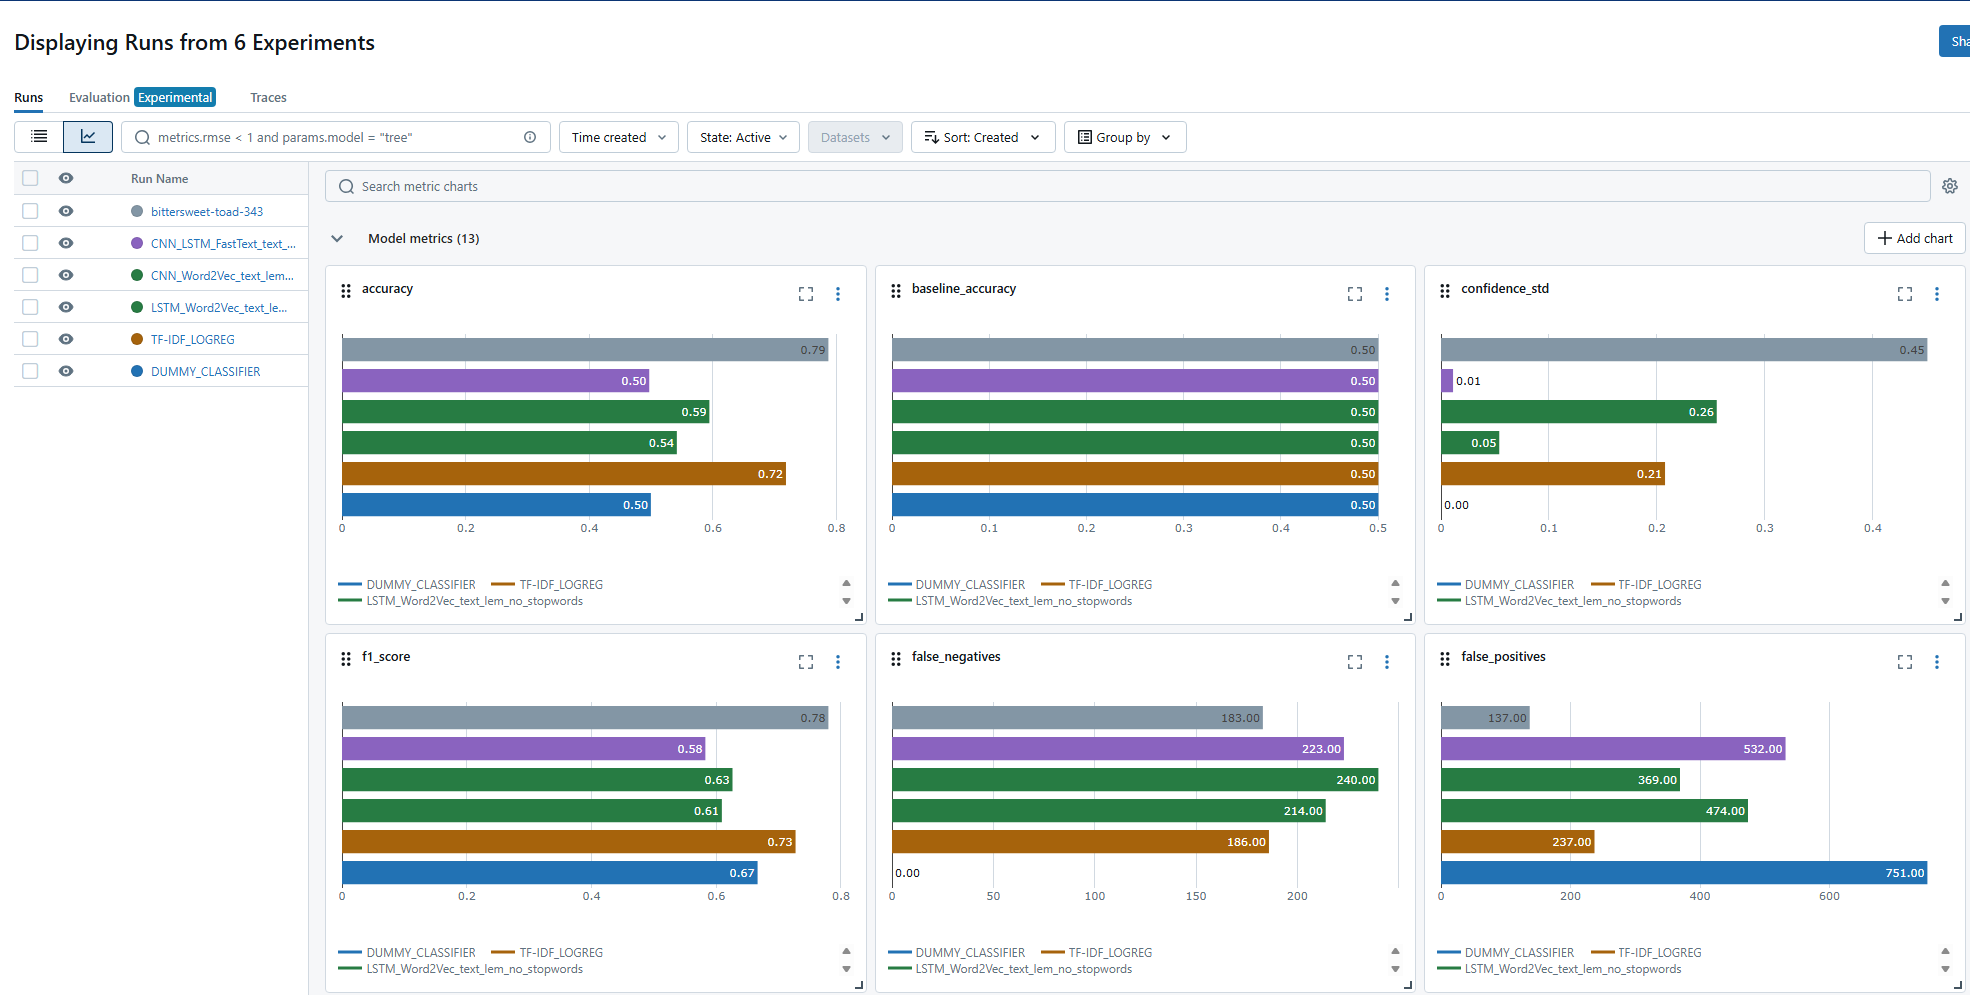 Displaying Runs from 6 Experiments
Sha
Runs Evaluation Experimental Traces
metrics.rmse < 1 and params.model = "tree" Time created State: Active Datasets Sort: Created Group by
Run Name
bittersweet-toad-343
CNN_LSTM_FastText_text_...
CNN_Word2Vec_text_lem...
LSTM_Word2Vec_text_le...
TF-IDF_LOGREG
DUMMY_CLASSIFIER
Search metric charts
Model metrics (13)
Add chart
accuracy
0.79
0.50
0.59
0.54
0.72
0.50
0 0.2 0.4 0.6 0.8
DUMMY_CLASSIFIER TF-IDF_LOGREG
LSTM_Word2Vec_text_lem_no_stopwords
baseline_accuracy
0.50
0.50
0.50
0.50
0.50
0.50
0 0.1 0.2 0.3 0.4 0.5
DUMMY_CLASSIFIER TF-IDF_LOGREG
LSTM_Word2Vec_text_lem_no_stopwords
confidence_std
0.45
0.01
0.26
0.05
0.21
0.00
0 0.1 0.2 0.3 0.4
DUMMY_CLASSIFIER TF-IDF_LOGREG
LSTM_Word2Vec_text_lem_no_stopwords
f1_score
0.78
0.58
0.63
0.61
0.73
0.67
0 0.2 0.4 0.6 0.8
DUMMY_CLASSIFIER TF-IDF_LOGREG
LSTM_Word2Vec_text_lem_no_stopwords
false_negatives
183.00
223.00
240.00
214.00
186.00
0.00
0 50 100 150 200
DUMMY_CLASSIFIER TF-IDF_LOGREG
LSTM_Word2Vec_text_lem_no_stopwords
false_positives
137.00
532.00
369.00
474.00
237.00
751.00
0 200 400 600
DUMMY_CLASSIFIER TF-IDF_LOGREG
LSTM_Word2Vec_text_lem_no_stopwords